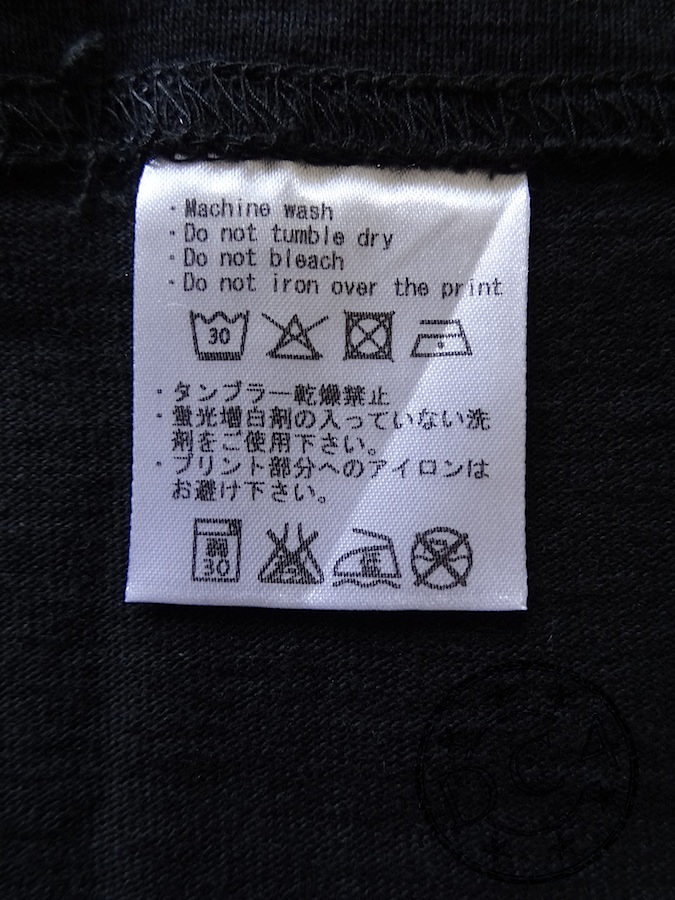 ・Machine wash
・Do not tumble dry
・Do not bleach
・Do not iron over the print
30
・タンブラー乾燥禁止
・蛍光増白剤の入っていない洗
剤をご使用下さい。
・プリント部分へのアイロンは
お避け下さい。
30
D C A